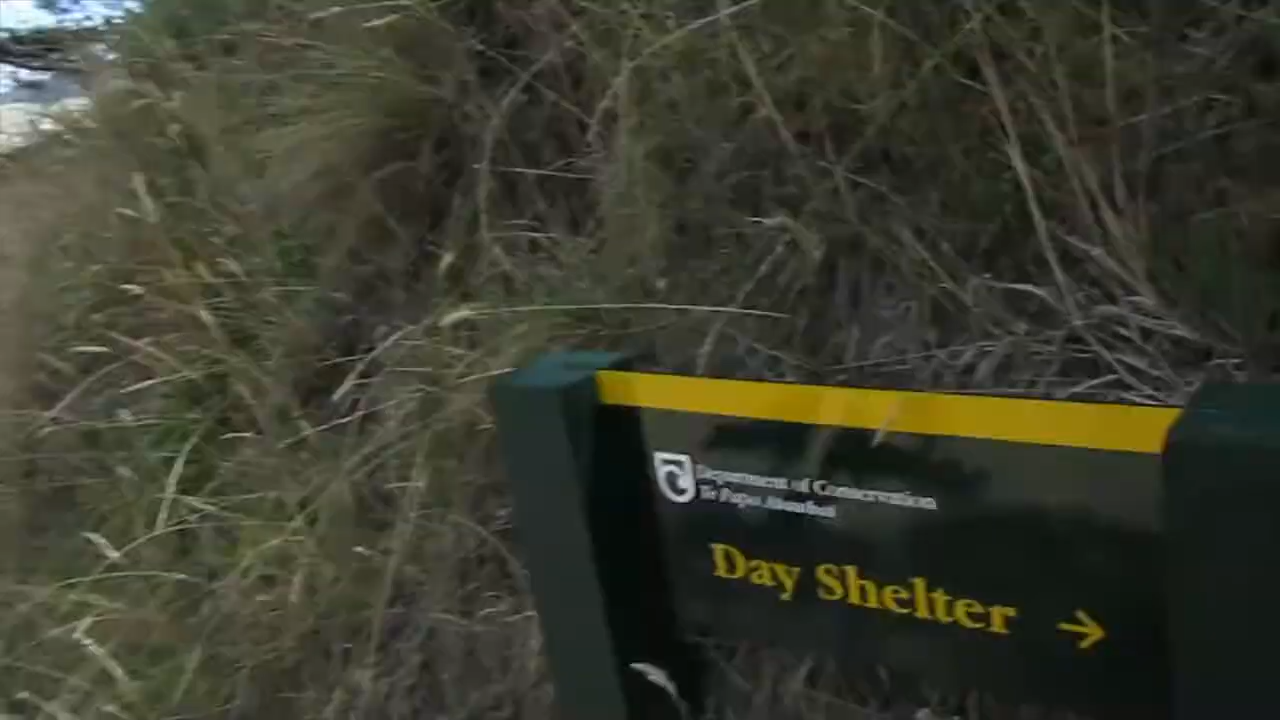 Department of Conservation
Te Papa Atawhai
Day Shelter →